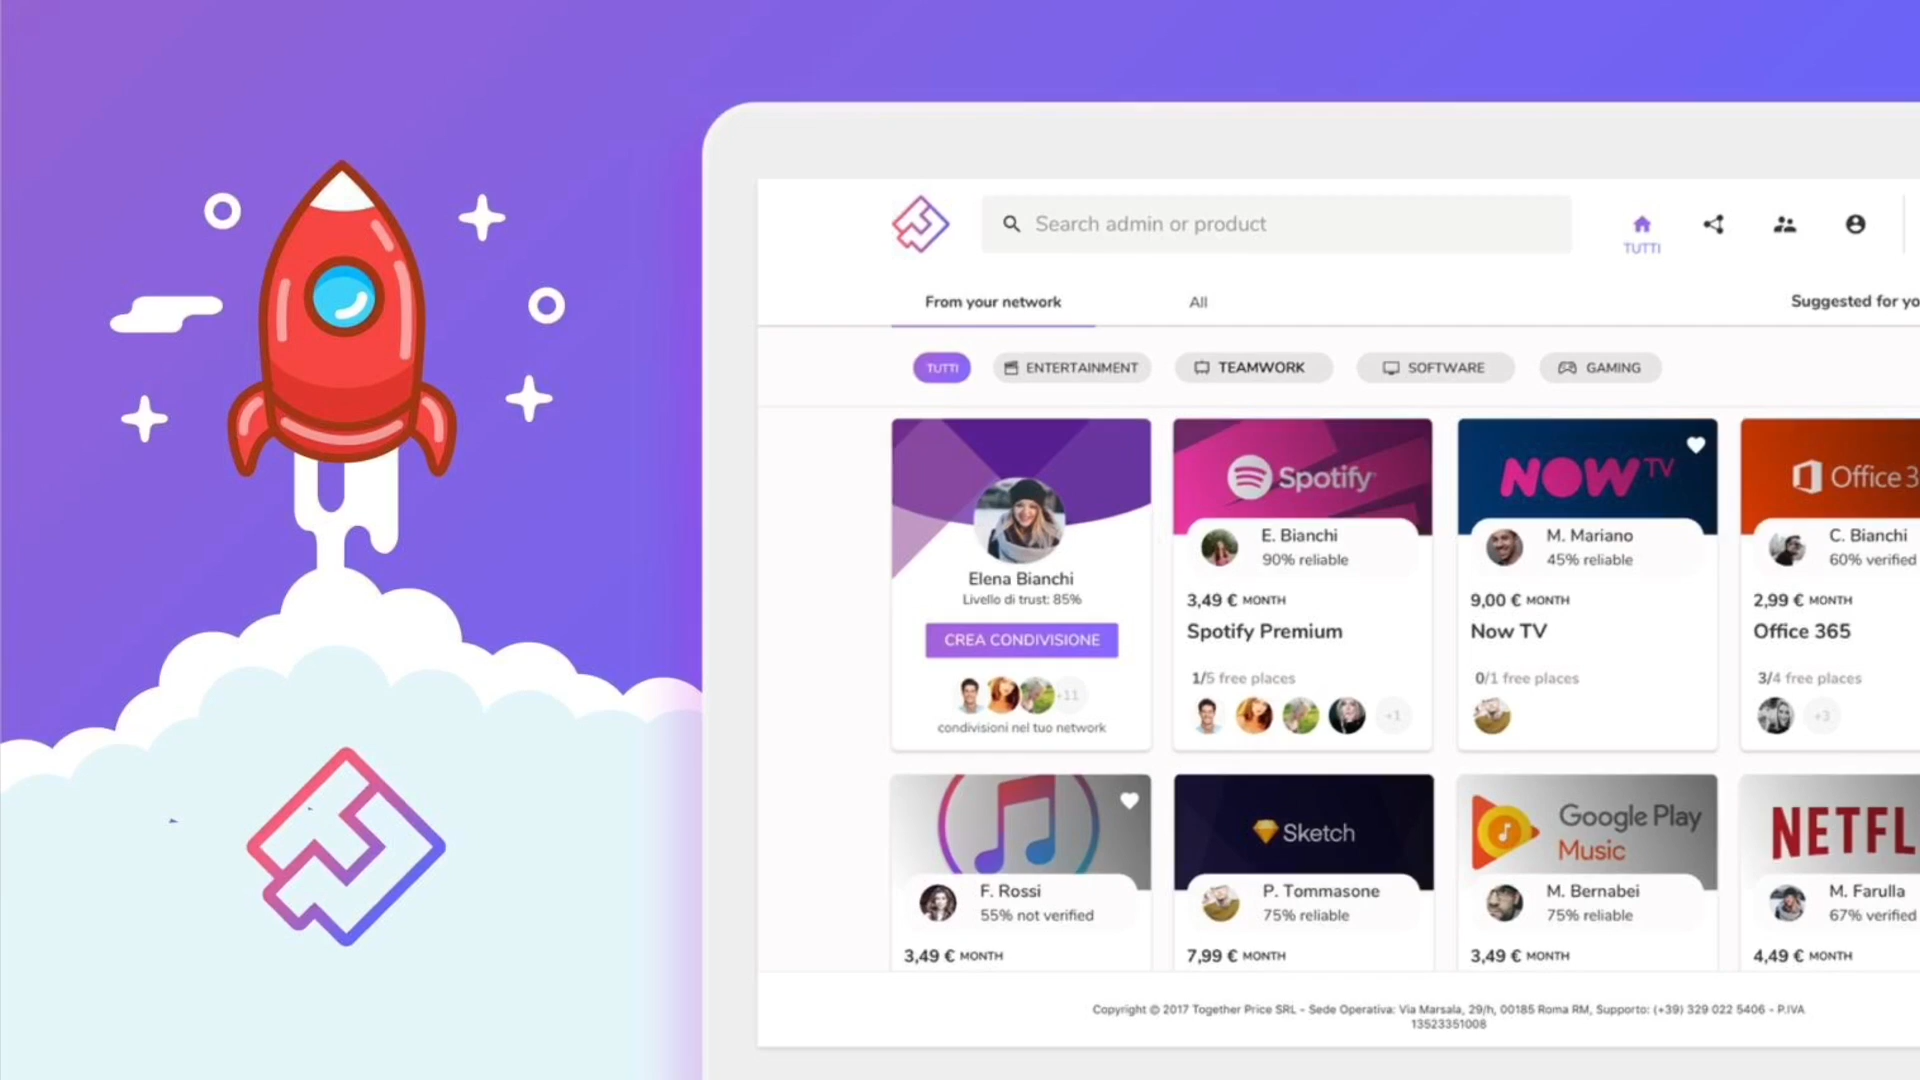 Search admin or product
TUTTI
From your network
All
Suggested for yo
TUTTI
ENTERTAINMENT
TEAMWORK
SOFTWARE
GAMING
Elena Bianchi
Livello di trust: 85%
CREA CONDIVISIONE
+11
condivisioni nel tuo network
Spotify
E. Bianchi
90% reliable
3,49 € MONTH
Spotify Premium
1/5 free places
+1
NOW TV
M. Mariano
45% reliable
9,00 € MONTH
Now TV
0/1 free places
Office 3
C. Bianchi
60% verified
2,99 € MONTH
Office 365
3/4 free places
+3
F. Rossi
55% not verified
3,49 € MONTH
Sketch
P. Tommasone
75% reliable
7,99 € MONTH
Google Play
Music
M. Bernabei
75% reliable
3,49 € MONTH
NETFL
M. Farulla
67% verified
4,49 € MONTH
Copyright © 2017 Together Price SRL - Sede Operativa: Via Marsala, 29/h, 00185 Roma RM, Supporto: (+39) 329 022 5406 - P.IVA
13523351008